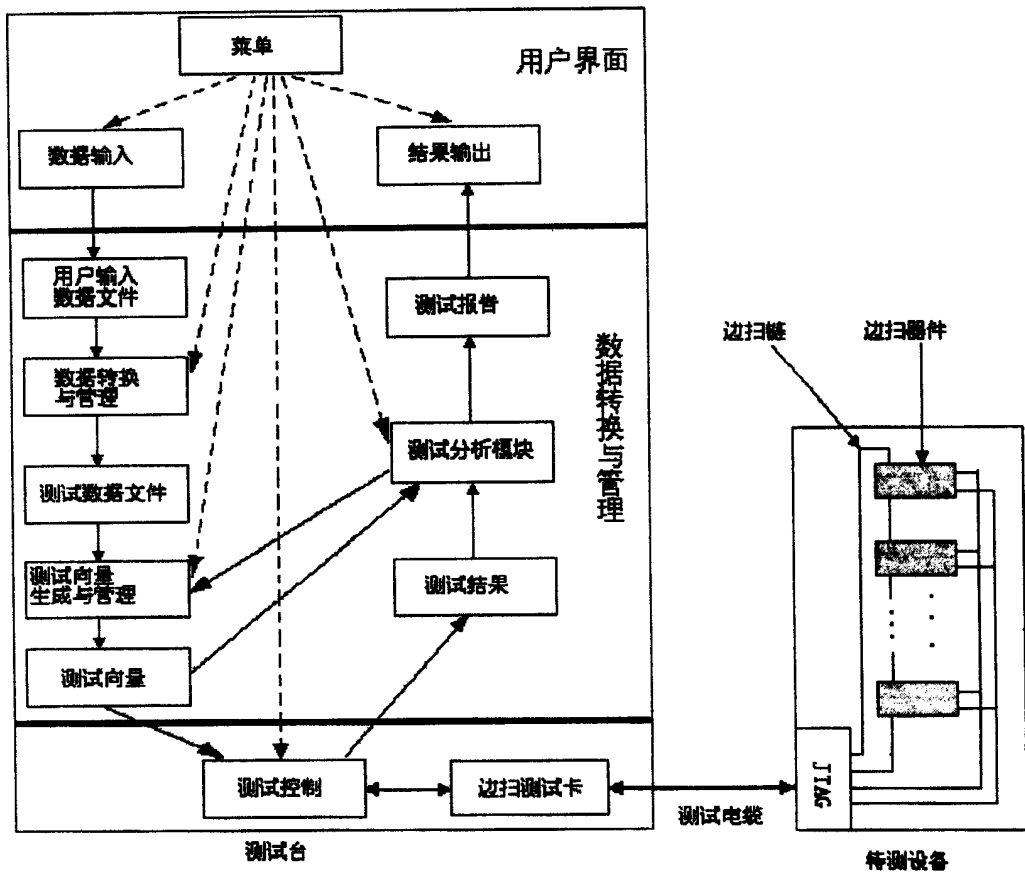 菜单
用户界面
数据输入
结果输出
用户输入
数据文件
测试报告
数据转换
与管理
数据转换与管理
测试分析模块
测试数据文件
测试向量
生成与管理
测试结果
测试向量
测试控制
边扫测试卡
测试台
测试电缆
边扫链
边扫器件
JTAG
待测设备